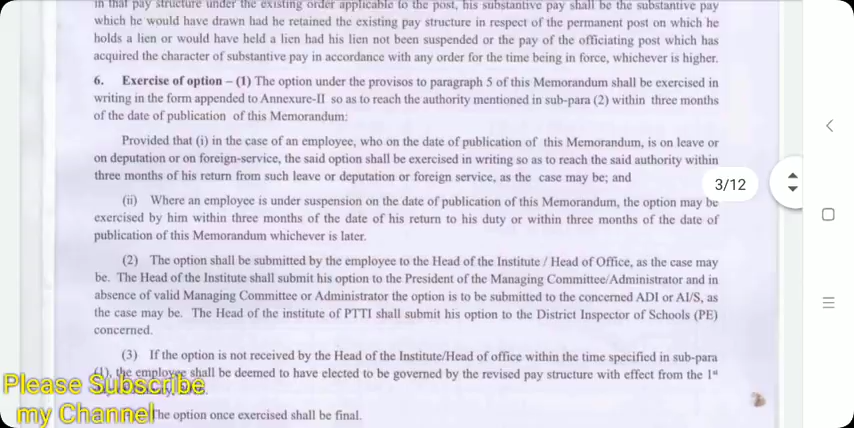 in that pay structure under the existing order applicable to the post, his substantive pay shall be the substantive pay
which he would have drawn had he retained the existing pay structure in respect of the permanent post on which he
holds a lien or would have held a lien had his lien not been suspended or the pay of the officiating post which has
acquired the character of substantive pay in accordance with any order for the time being in force, whichever is higher.
6. Exercise of option – (1) The option under the provisos to paragraph 5 of this Memorandum shall be exercised in
writing in the form appended to Annexure-II so as to reach the authority mentioned in sub-para (2) within three months
of the date of publication of this Memorandum:
Provided that (i) in the case of an employee, who on the date of publication of this Memorandum, is on leave or
on deputation or on foreign-service, the said option shall be exercised in writing so as to reach the said authority within
three months of his return from such leave or deputation or foreign service, as the case may be; and
3/12
(ii) Where an employee is under suspension on the date of publication of this Memorandum, the option may be
exercised by him within three months of the date of his return to his duty or within three months of the date of
publication of this Memorandum whichever is later.
(2) The option shall be submitted by the employee to the Head of the Institute / Head of Office, as the case may
be. The Head of the Institute shall submit his option to the President of the Managing Committee/Administrator and in
absence of valid Managing Committee or Administrator the option is to be submitted to the concerned ADI or AI/S, as
the case may be. The Head of the institute of PTTI shall submit his option to the District Inspector of Schools (PE)
concerned.
(3) If the option is not received by the Head of the Institute/Head of office within the time specified in sub-para
(1), the employee shall be deemed to have elected to be governed by the revised pay structure with effect from the 1st
The option once exercised shall be final.
Please Subscribe
my Channel